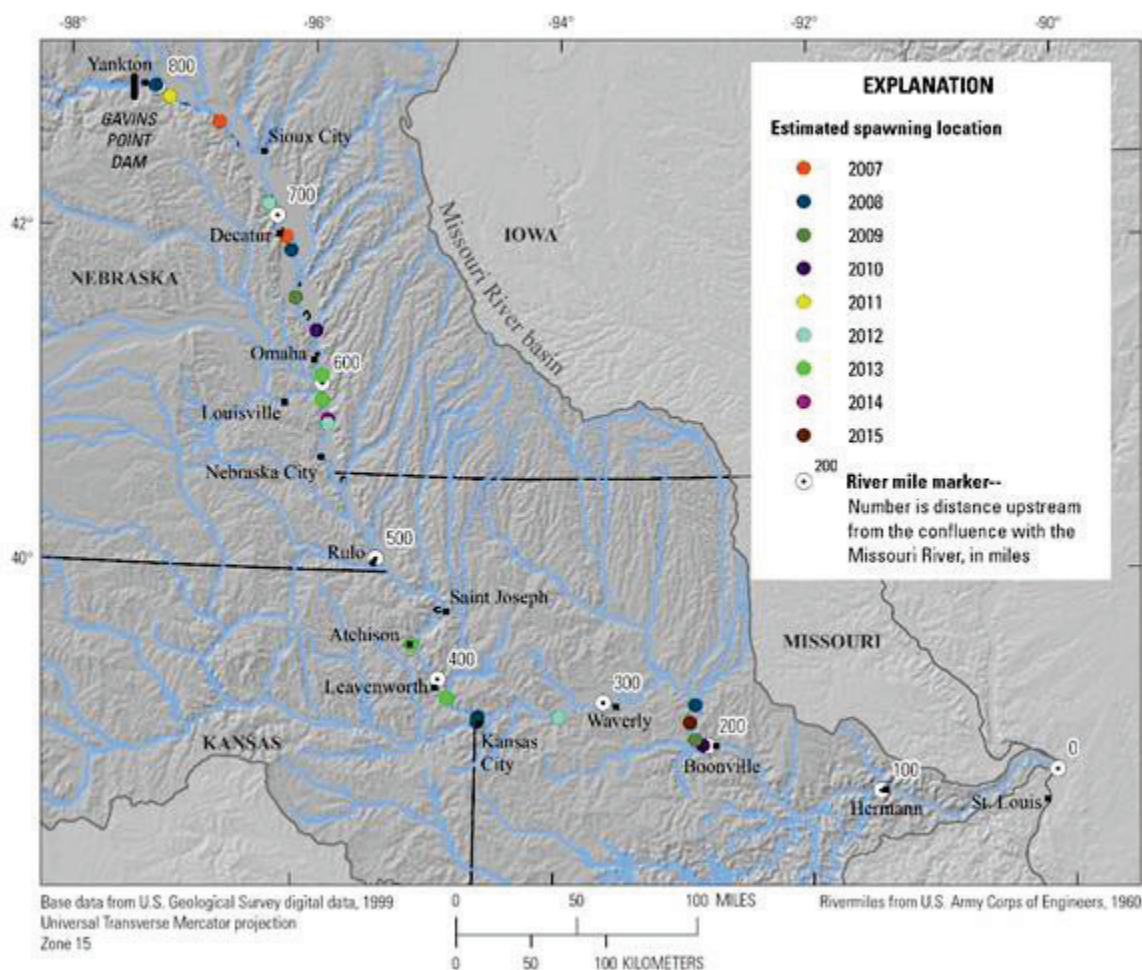 -98°
-96°
-94°
-92°
-90°
Yankton
800
GAVINS
POINT
DAM
Sioux City
700
42°
Decatur
NEBRASKA
IOWA
Missouri River basin
Omaha
600
Louisville
Nebraska City
40°
Rulo
500
Saint Joseph
MISSOURI
Atchison
400
Leavenworth
300
Waverly
KANSAS
Kansas
City
200
Boonville
100
Hermann
0
St. Louis
EXPLANATION
Estimated spawning location
2007
2008
2009
2010
2011
2012
2013
2014
2015
200
River mile marker--
Number is distance upstream
from the confluence with the
Missouri River, in miles
Base data from U.S. Geological Survey digital data, 1999
Universal Transverse Mercator projection
Zone 15
0 50 100 MILES
0 50 100 KILOMETERS
Rivermiles from U.S. Army Corps of Engineers, 1960